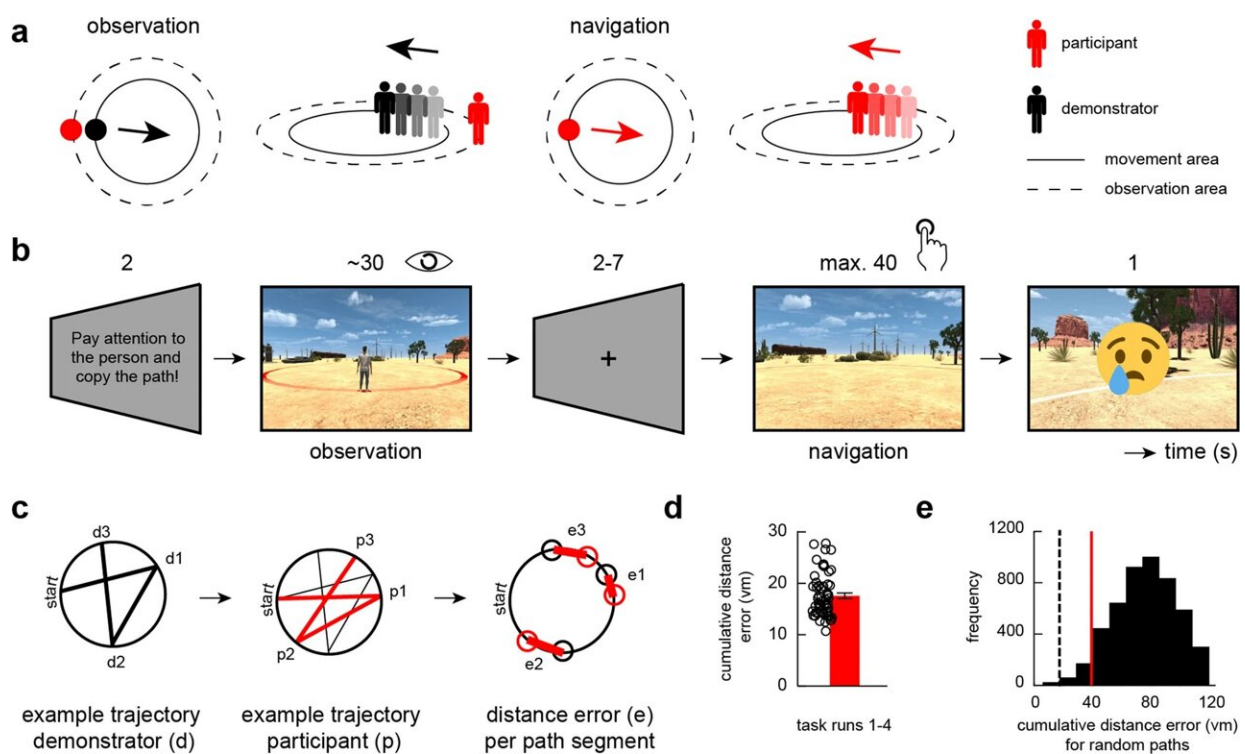 a
observation
navigation
participant
demonstrator
movement area
observation area
b
2
~30
2-7
max. 40
1
Pay attention to
the person and
copy the path!
+
observation
navigation
time (s)
c
d3
d1
start
d2
example trajectory
demonstrator (d)
p3
start
p1
p2
example trajectory
participant (p)
e3
e1
start
e2
distance error (e)
per path segment
d
30
20
10
0
cumulative distance
error (vm)
task runs 1-4
e
1200
800
400
0
frequency
0
40
80
120
cumulative distance error (vm)
for random paths